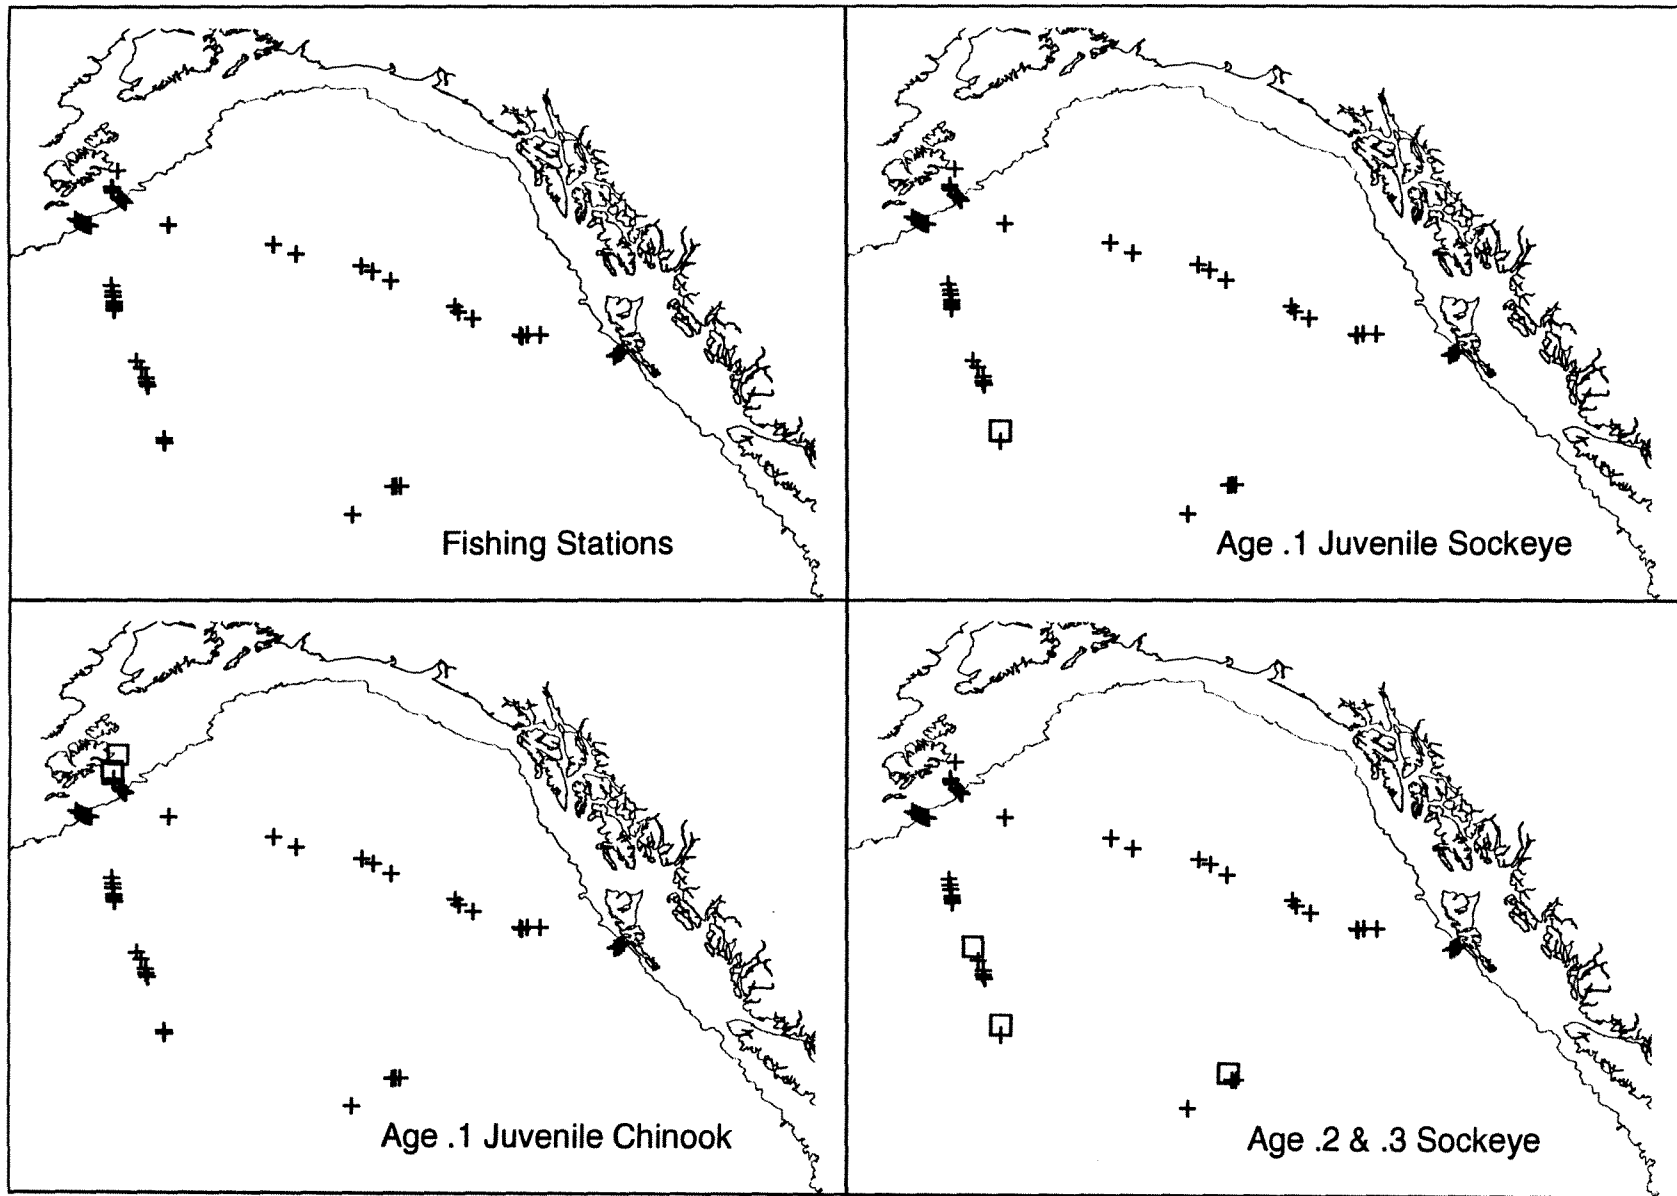 Fishing Stations
Age .1 Juvenile Sockeye
Age .1 Juvenile Chinook
Age .2 & .3 Sockeye